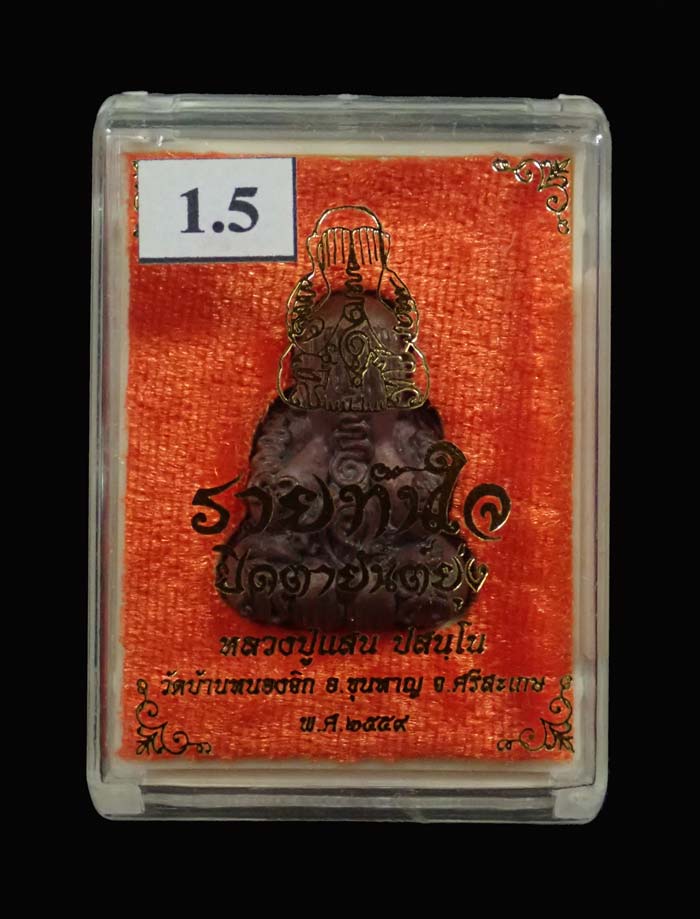 1.5
รวยทันใจ
ปิดตายันต์ยุ่ง
หลวงปู่แสน ปสนฺโน
วัดบ้านหนองจิก อ.ขุนหาญ จ.ศรีสะเกษ
พ.ศ.๒๕๕๙